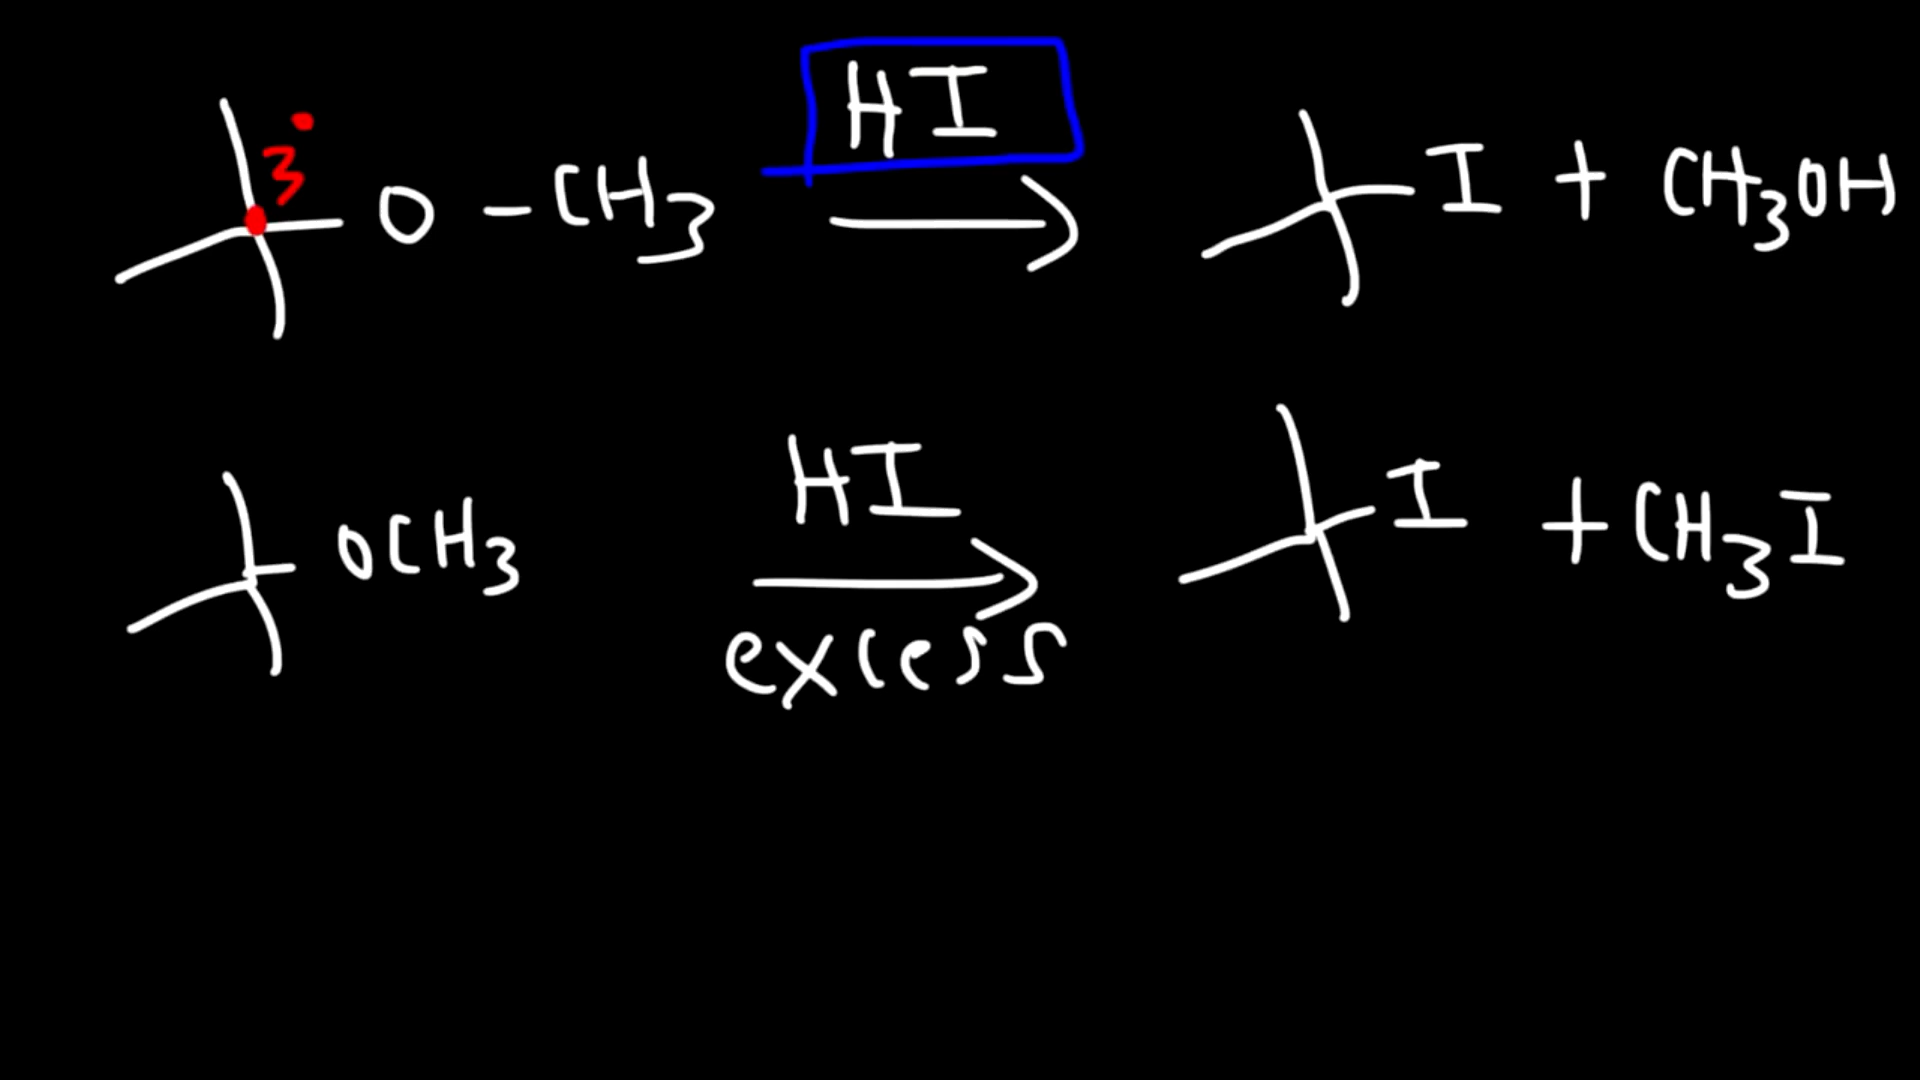 3° O-CH3 HI I + CH3OH
OCH3 HI I + CH3I
excess